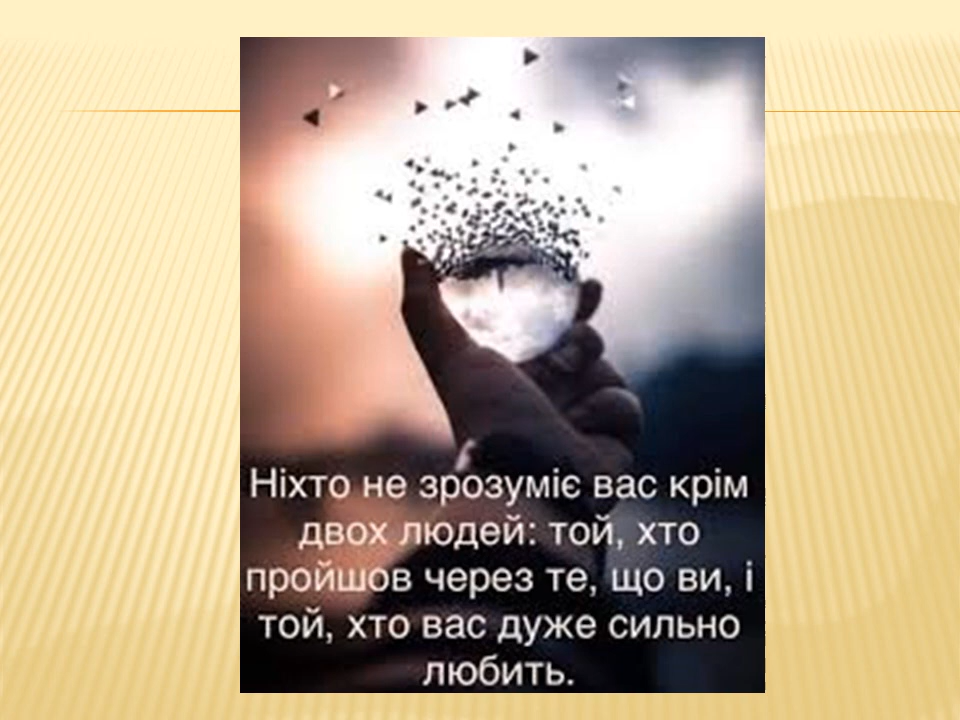 Ніхто не зрозуміє вас крім
двох людей: той, хто
пройшов через те, що ви, і
той, хто вас дуже сильно
любить.